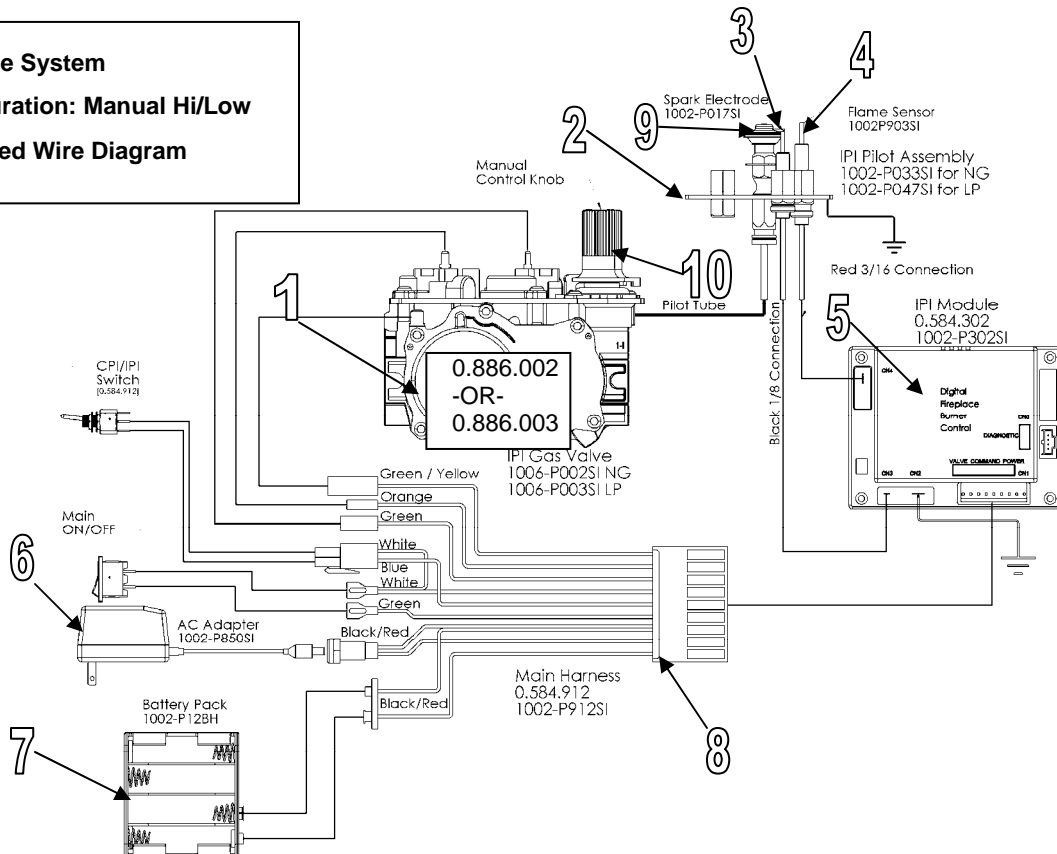 e System
uration: Manual Hi/Low
ed Wire Diagram
3
4
Spark Electrode
1002-P017SI
9
2
Flame Sensor
1002P903SI
IPI Pilot Assembly
1002-P033SI for NG
1002-P047SI for LP
Manual
Control Knob
10
Red 3/16 Connection
Pilot Tube
1
5
IPI Module
0.584.302
1002-P302SI
Black 1/8 Connection
CN4
Digital
Fireplace
Burner
Control
DIAGNOSTIC
VALVE COMMAND POWER
CN3
CN2
CN1
CPI/IPI
Switch
[0.584.912]
0.886.002
-OR-
0.886.003
1-I
IPI Gas Valve
1006-P002SI NG
1006-P003SI LP
Green / Yellow
Orange
Green
White
Blue
White
Green
Black/Red
Main
ON/OFF
6
AC Adapter
1002-P850SI
Main Harness
0.584.912
1002-P912SI
8
Black/Red
Battery Pack
1002-P12BH
7